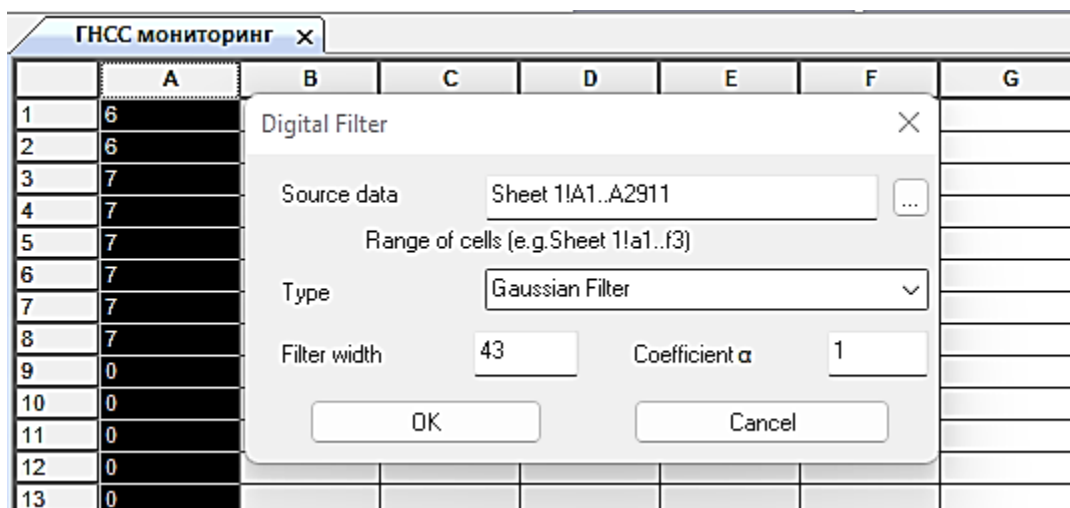 ГНСС мониторинг x
A B C D E F G
1 6
2 6
3 7
4 7
5 7
6 7
7 7
8 7
9 0
10 0
11 0
12 0
13 0
Digital Filter
Source data Sheet 1!A1..A2911 ...
Range of cells (e.g.Sheet 1!a1..f3)
Type Gaussian Filter
Filter width 43 Coefficient α 1
OK Cancel